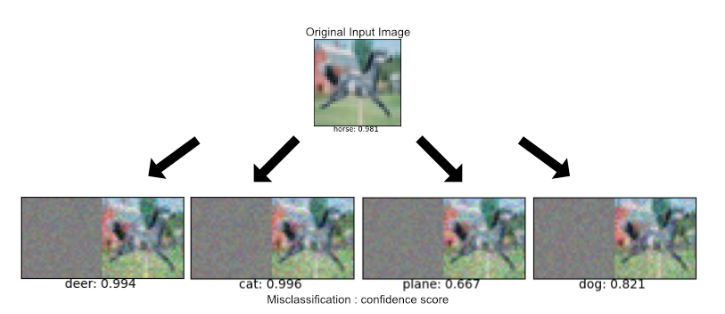 Original Input Image
horse: 0.981
deer: 0.994
cat: 0.996
plane: 0.667
dog: 0.821
Misclassification : confidence score